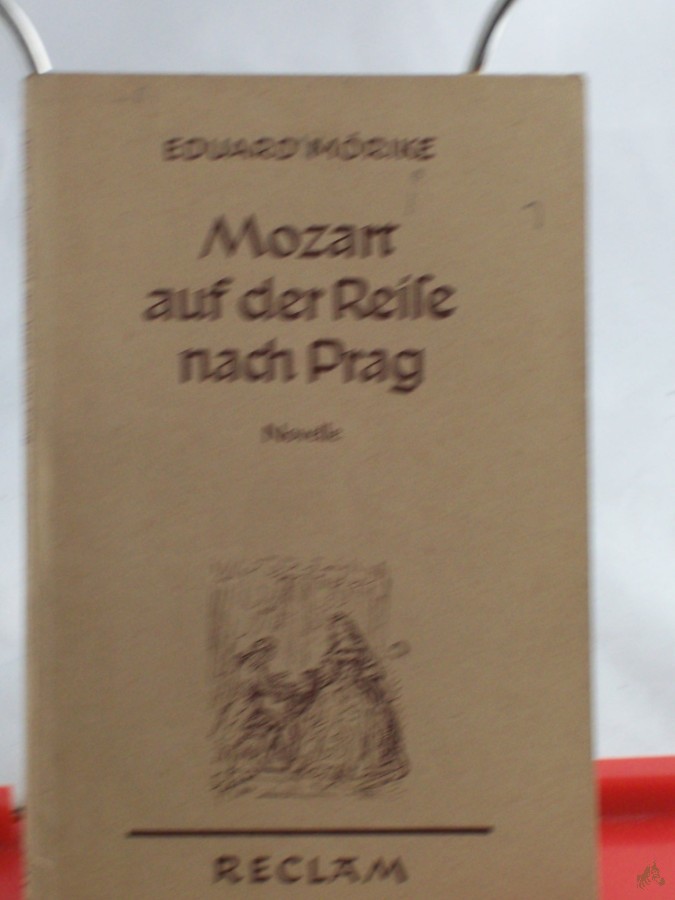 EDUARD MÖRIKE
Mozart
auf der Reiſe
nach Prag
Novelle
RECLAM